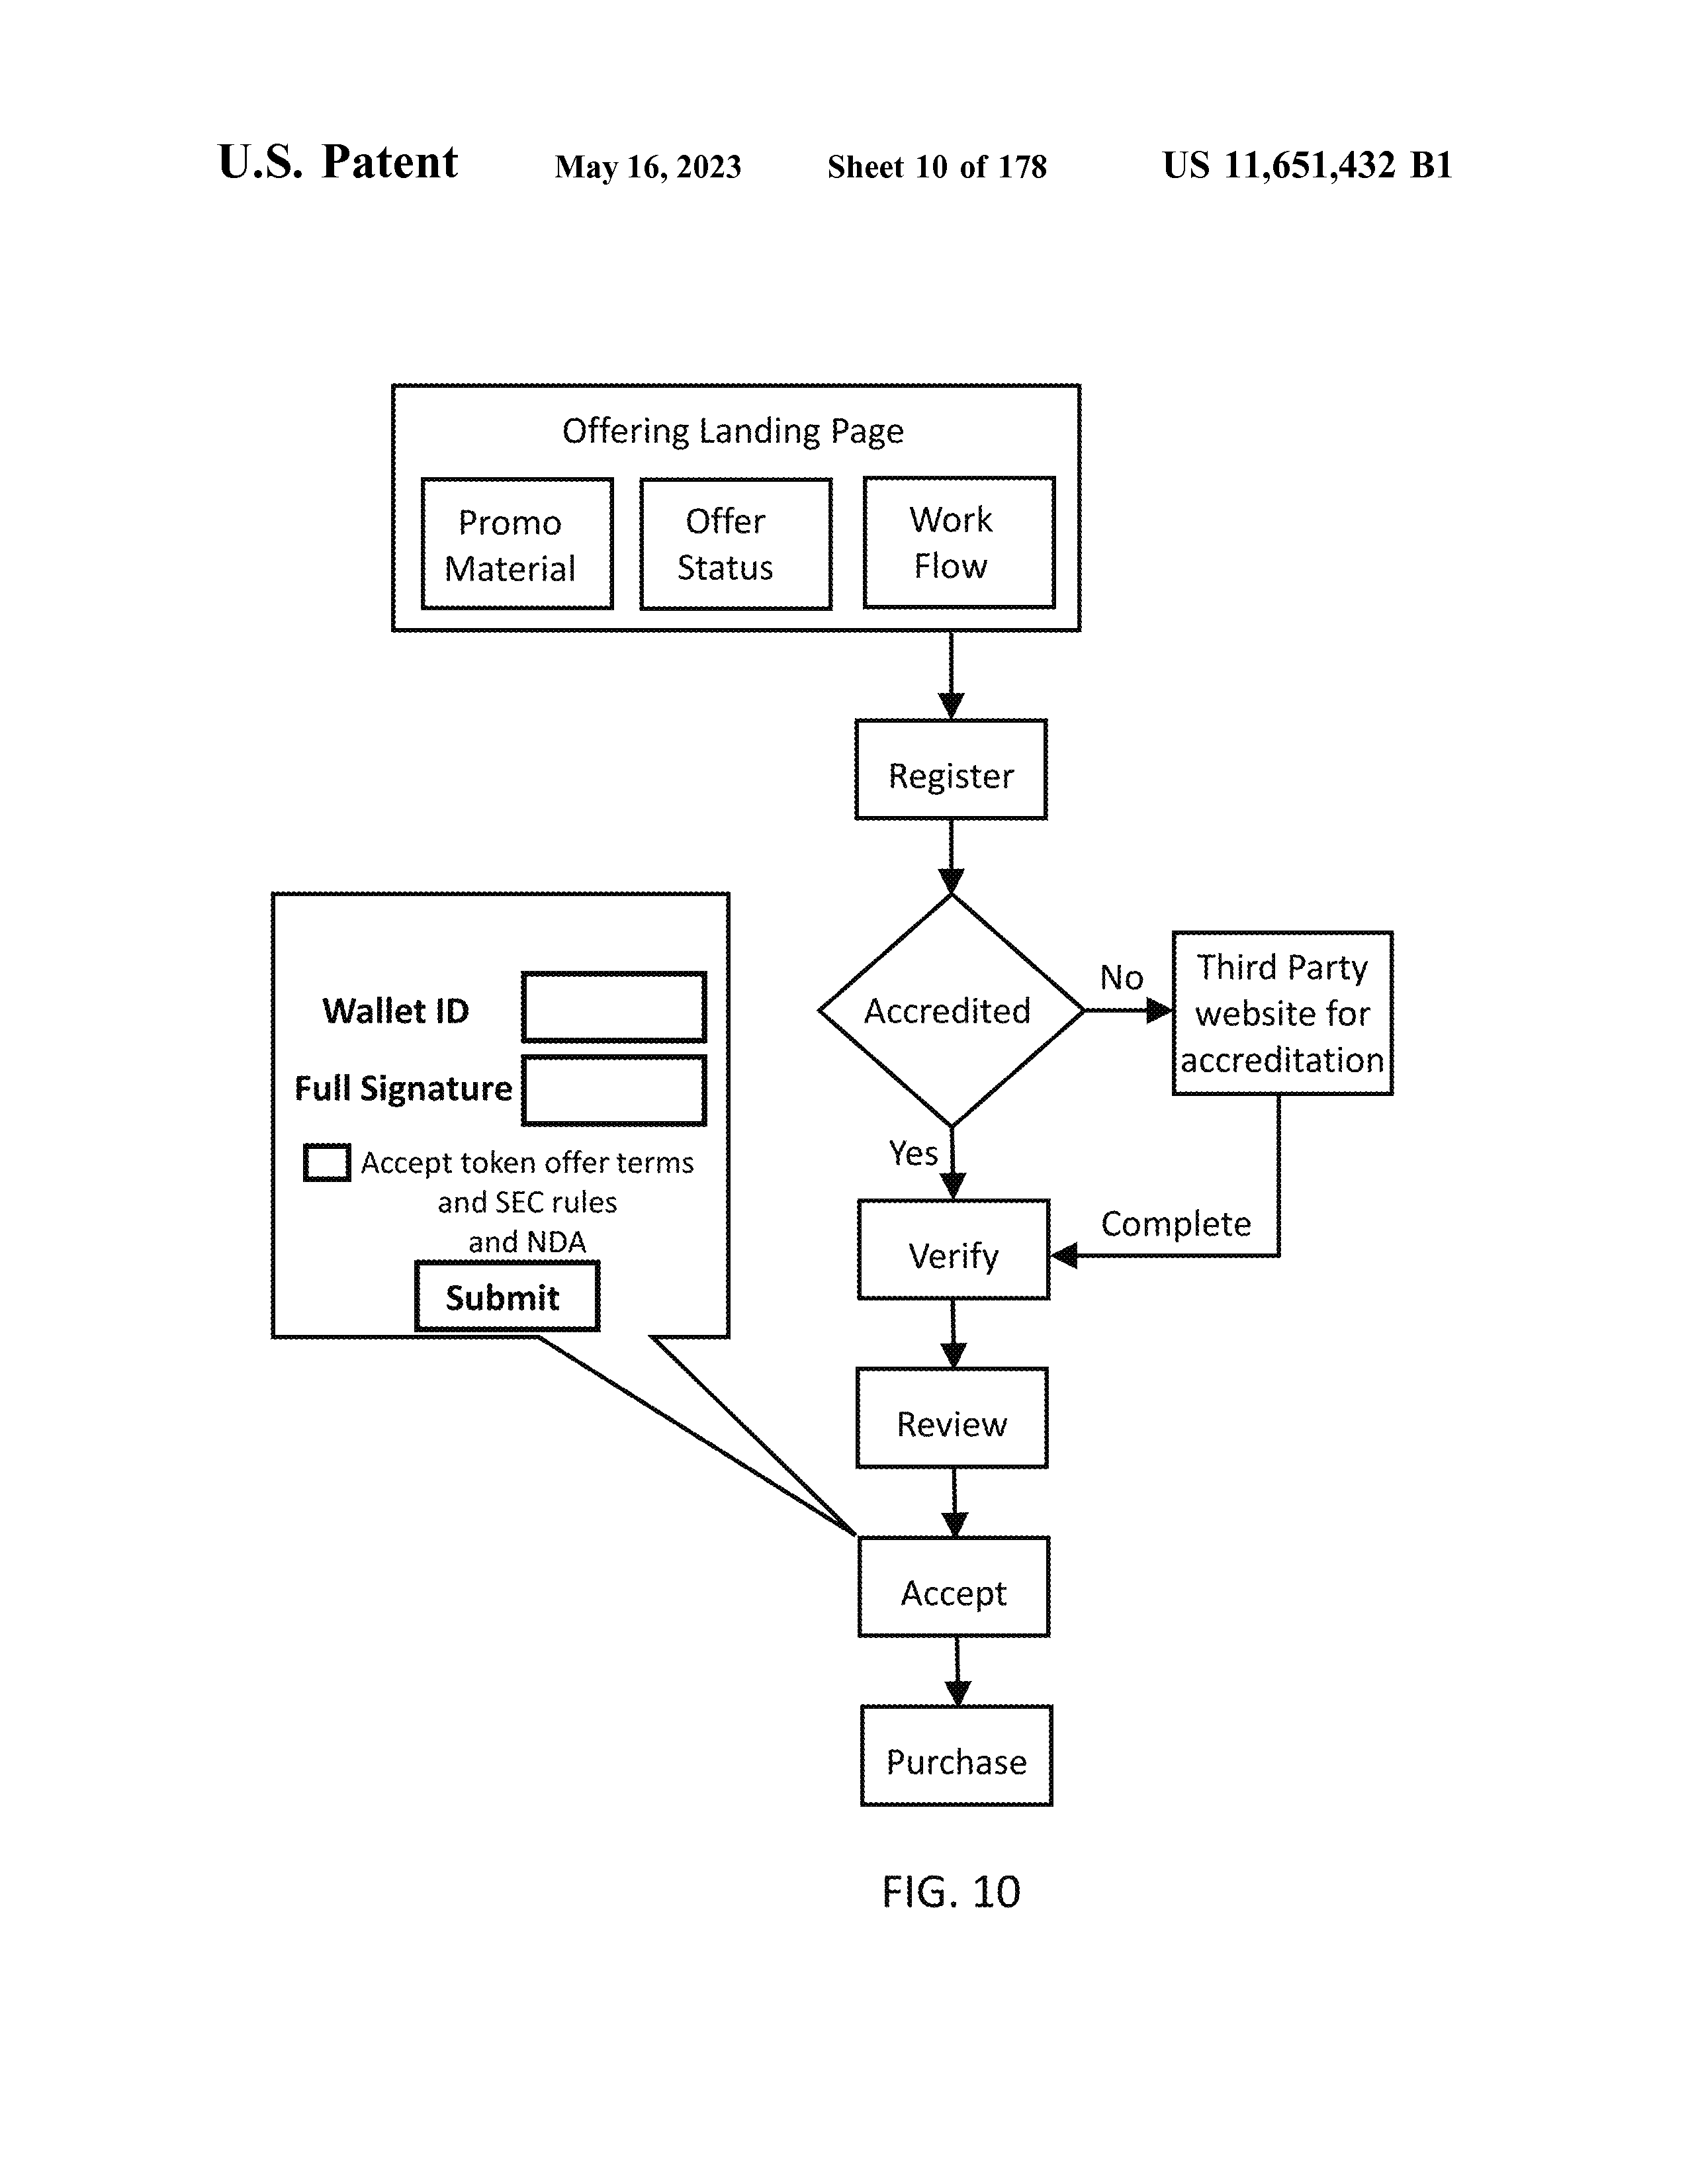 U.S. Patent May 16, 2023 Sheet 10 of 178 US 11,651,432 B1
Offering Landing Page
Promo
Material
Offer
Status
Work
Flow
Register
Accredited
No
Third Party
website for
accreditation
Yes
Complete
Verify
Wallet ID
Full Signature
Accept token offer terms
and SEC rules
and NDA
Submit
Review
Accept
Purchase
FIG. 10